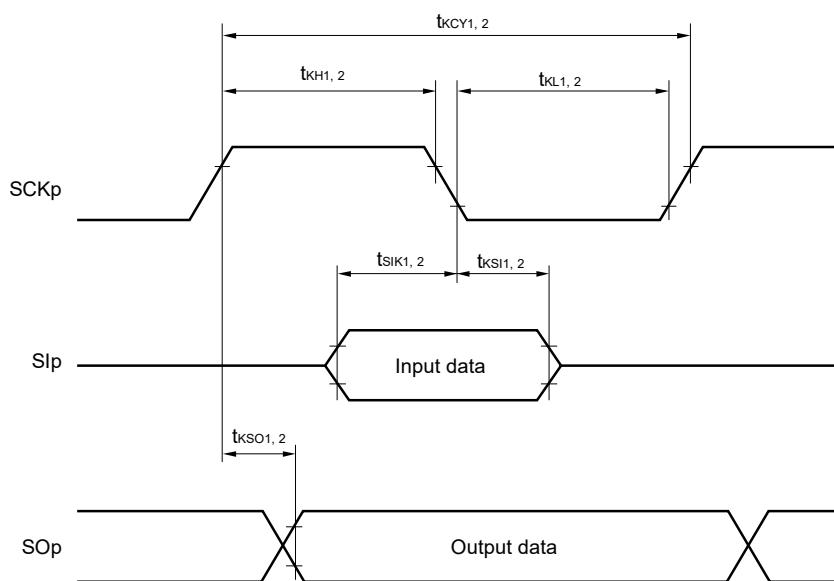 tKCY1, 2
tKH1, 2
tKL1, 2
SCKp
tSIK1, 2
tKSI1, 2
SIp
Input data
tKSO1, 2
SOp
Output data